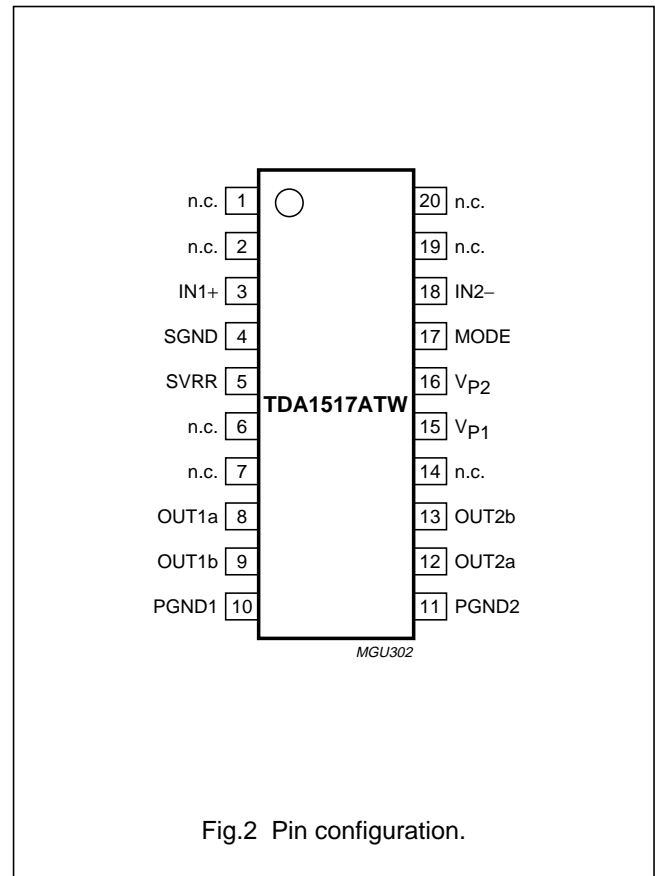 n.c. 1 20 n.c.
n.c. 2 19 n.c.
IN1+ 3 18 IN2−
SGND 4 17 MODE
SVRR 5 16 VP2
TDA1517ATW
n.c. 6 15 VP1
n.c. 7 14 n.c.
OUT1a 8 13 OUT2b
OUT1b 9 12 OUT2a
PGND1 10 11 PGND2
MGU302
Fig.2 Pin configuration.